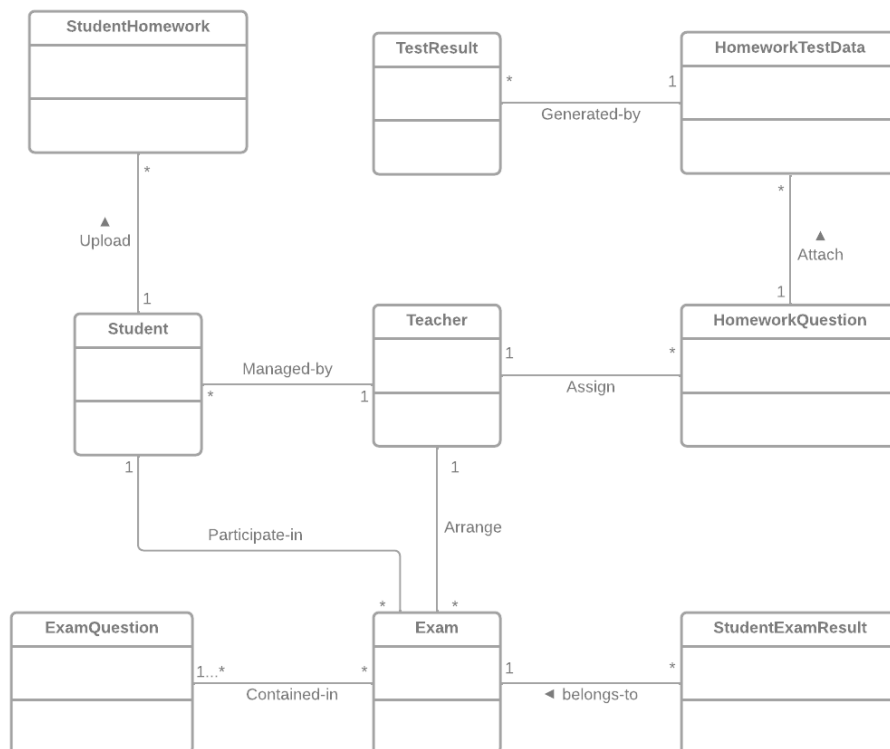 StudentHomework
TestResult
HomeworkTestData
* 1
Generated-by
*
▲
Upload
1
*
▲
Attach
1
Student
Teacher
HomeworkQuestion
Managed-by
* 1
1 *
Assign
1
Participate-in
*
1
Arrange
*
ExamQuestion
Exam
StudentExamResult
1...* *
Contained-in
1 *
◄ belongs-to